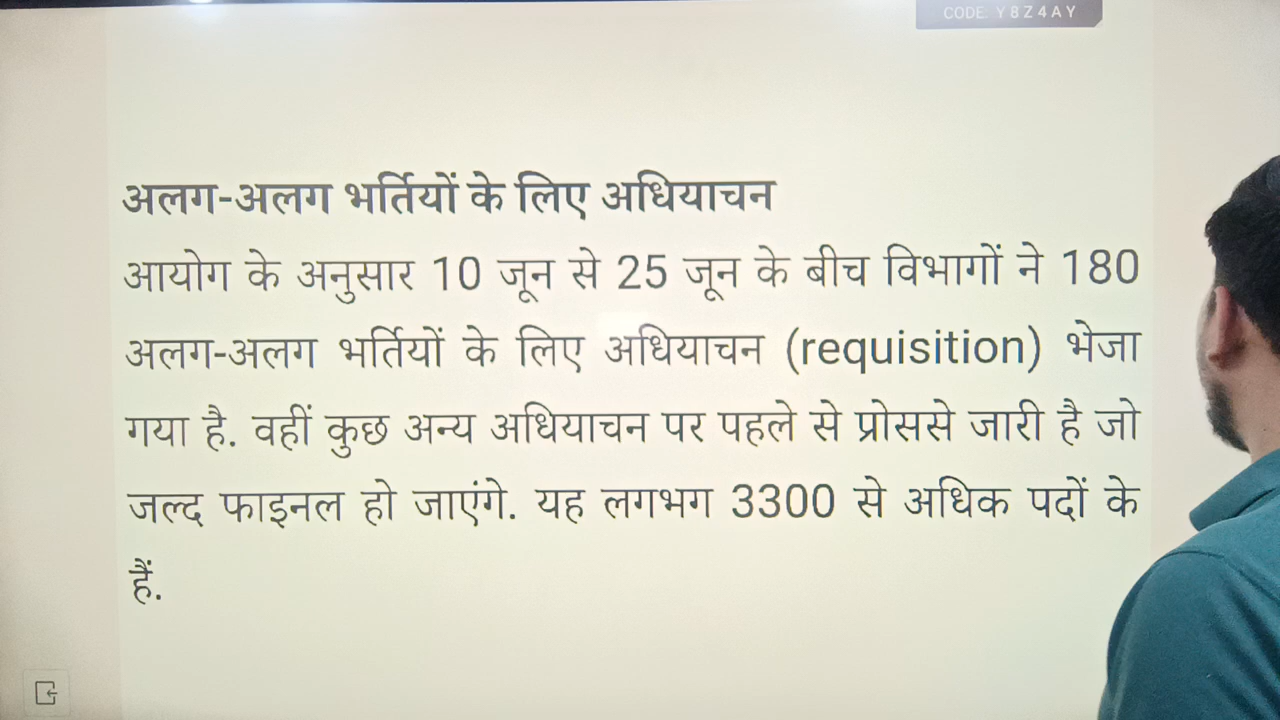 CODE: Y8Z4AY
अलग-अलग भर्तियों के लिए अधियाचन
आयोग के अनुसार 10 जून से 25 जून के बीच विभागों ने 180
अलग-अलग भर्तियों के लिए अधियाचन (requisition) भेजा
गया है. वहीं कुछ अन्य अधियाचन पर पहले से प्रोससे जारी है जो
जल्द फाइनल हो जाएंगे. यह लगभग 3300 से अधिक पदों के
हैं.